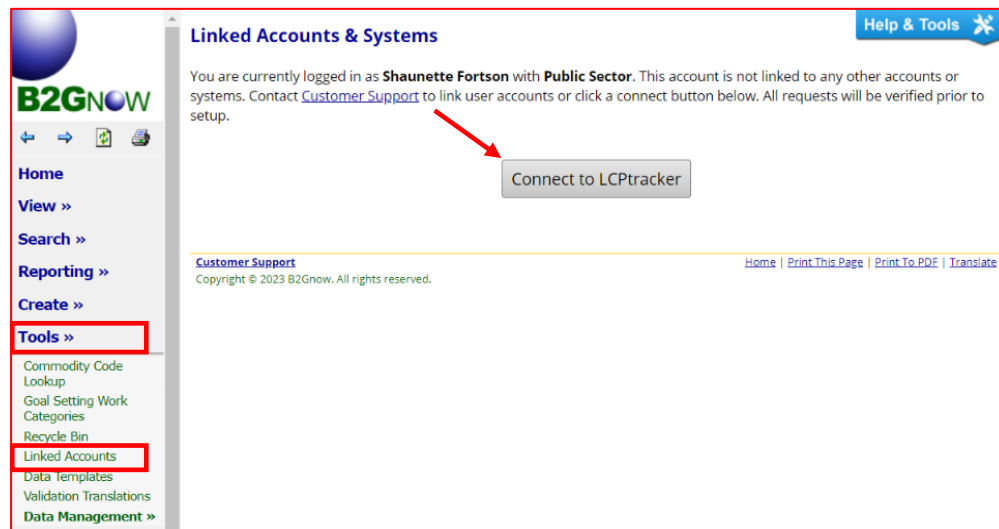 B2GNOW
Home
View »
Search »
Reporting »
Create »
Tools »
Commodity Code
Lookup
Goal Setting Work
Categories
Recycle Bin
Linked Accounts
Data Templates
Validation Translations
Data Management »
Help & Tools
Linked Accounts & Systems
You are currently logged in as Shaunette Fortson with Public Sector. This account is not linked to any other accounts or
systems. Contact Customer Support to link user accounts or click a connect button below. All requests will be verified prior to
setup.
Connect to LCPtracker
Customer Support
Home | Print This Page | Print To PDF | Translate
Copyright © 2023 B2Gnow. All rights reserved.